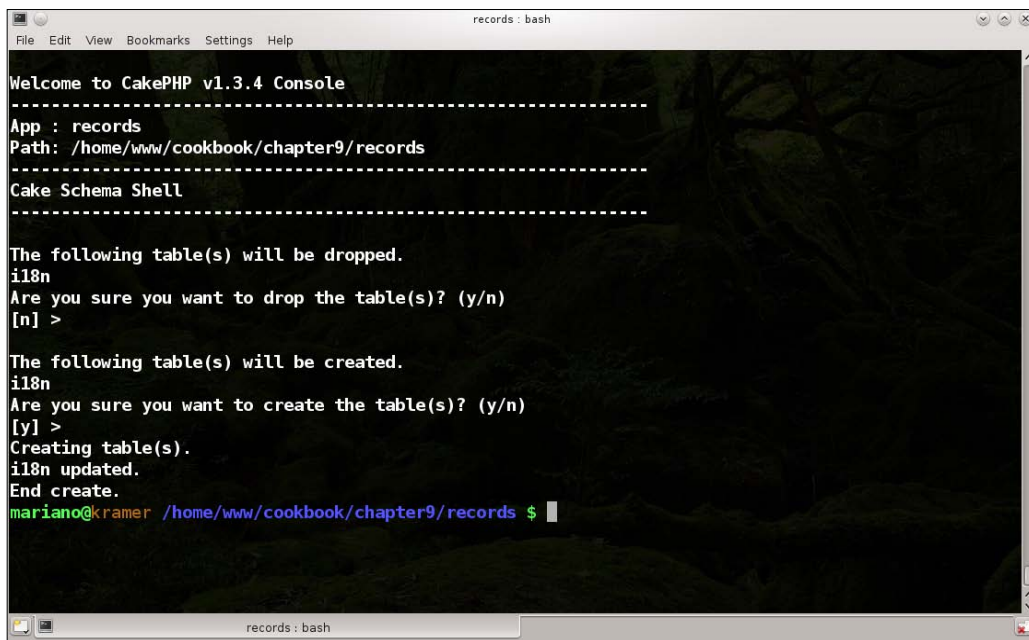 records : bash
File Edit View Bookmarks Settings Help
Welcome to CakePHP v1.3.4 Console
---------------------------------------------------------------
App : records
Path: /home/www/cookbook/chapter9/records
---------------------------------------------------------------
Cake Schema Shell
---------------------------------------------------------------
The following table(s) will be dropped.
i18n
Are you sure you want to drop the table(s)? (y/n)
[n] >
The following table(s) will be created.
i18n
Are you sure you want to create the table(s)? (y/n)
[y] >
Creating table(s).
i18n updated.
End create.
mariano@kramer /home/www/cookbook/chapter9/records $
records : bash